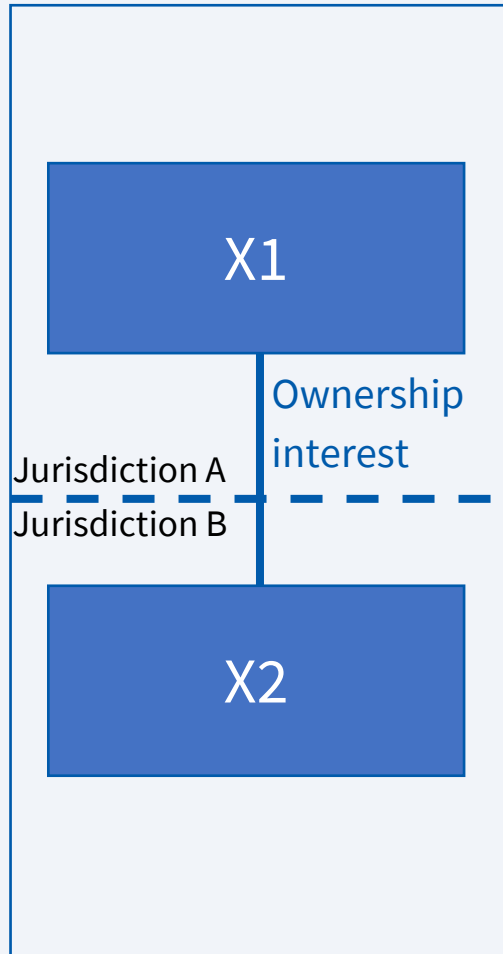 X1
Ownership
interest
Jurisdiction A
Jurisdiction B
X2